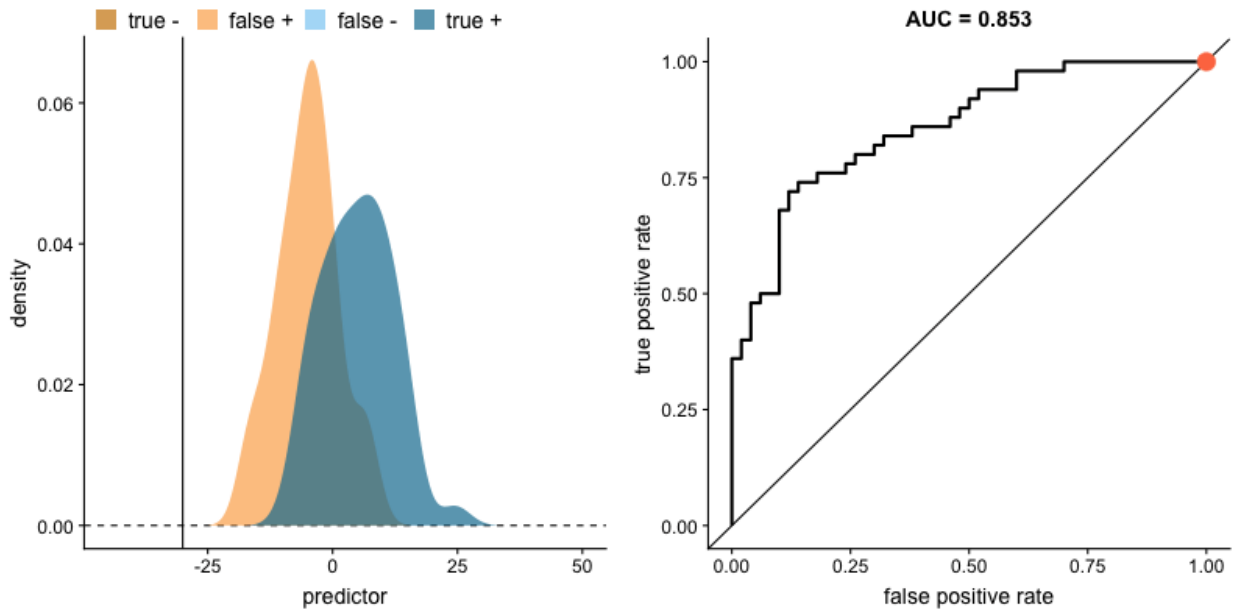 true - false + false - true +
density
0.06
0.04
0.02
0.00
-25 0 25 50
predictor
AUC = 0.853
true positive rate
1.00
0.75
0.50
0.25
0.00
0.00 0.25 0.50 0.75 1.00
false positive rate